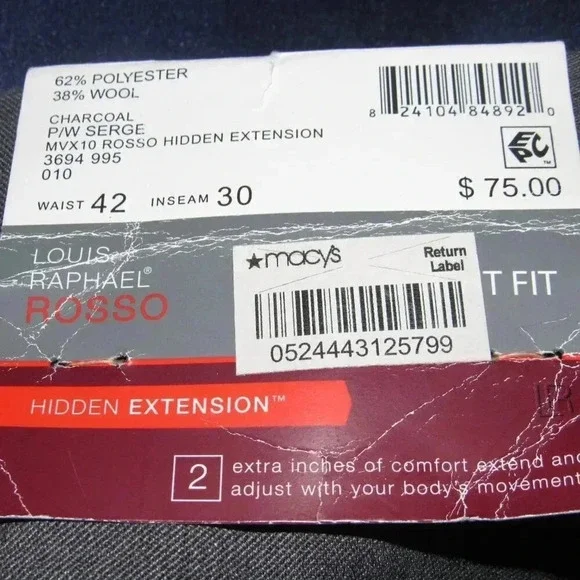 62% POLYESTER
38% WOOL
CHARCOAL
P/W SERGE
MVX10 ROSSO HIDDEN EXTENSION
3694 995
010
WAIST 42 INSEAM 30
8 24104 84892 0
EPC™
$ 75.00
LOUIS
RAPHAEL®
ROSSO
★macy's
Return
Label
0524443125799
T FIT
HIDDEN EXTENSION™
2
extra inches of comfort extend and
adjust with your body's movement